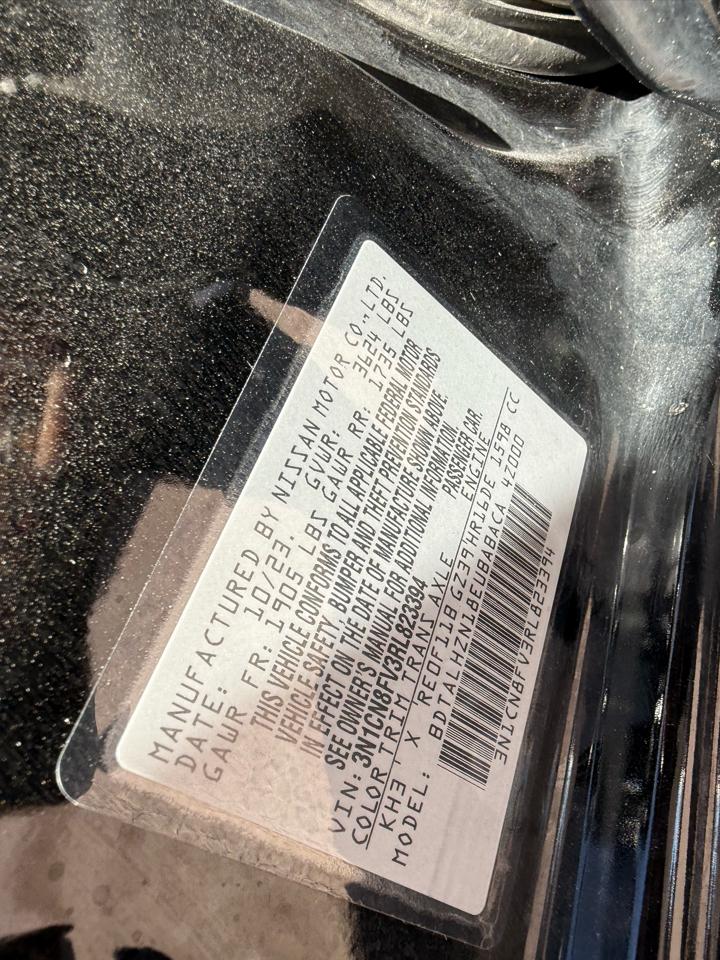 MANUFACTURED BY NISSAN MOTOR CO.,LTD.
DATE: 10/23. GVWR: 3624 LBS
GAWR FR: 1905 LBS GAWR RR: 1735 LBS
THIS VEHICLE CONFORMS TO ALL APPLICABLE FEDERAL MOTOR
VEHICLE SAFETY, BUMPER AND THEFT PREVENTION STANDARDS
IN EFFECT ON THE DATE OF MANUFACTURE SHOWN ABOVE.
SEE OWNER'S MANUAL FOR ADDITIONAL INFORMATION.
VIN: 3N1CN8FV3RL823394 PASSENGER CAR.
COLOR TRIM TRANS AXLE ENGINE
KH3 ' X RE0F11B GZ39 HR16DE 1598 CC
MODEL: BDTALHZN18EUBABACA 4Z000
3N1CN8FV3RL823394